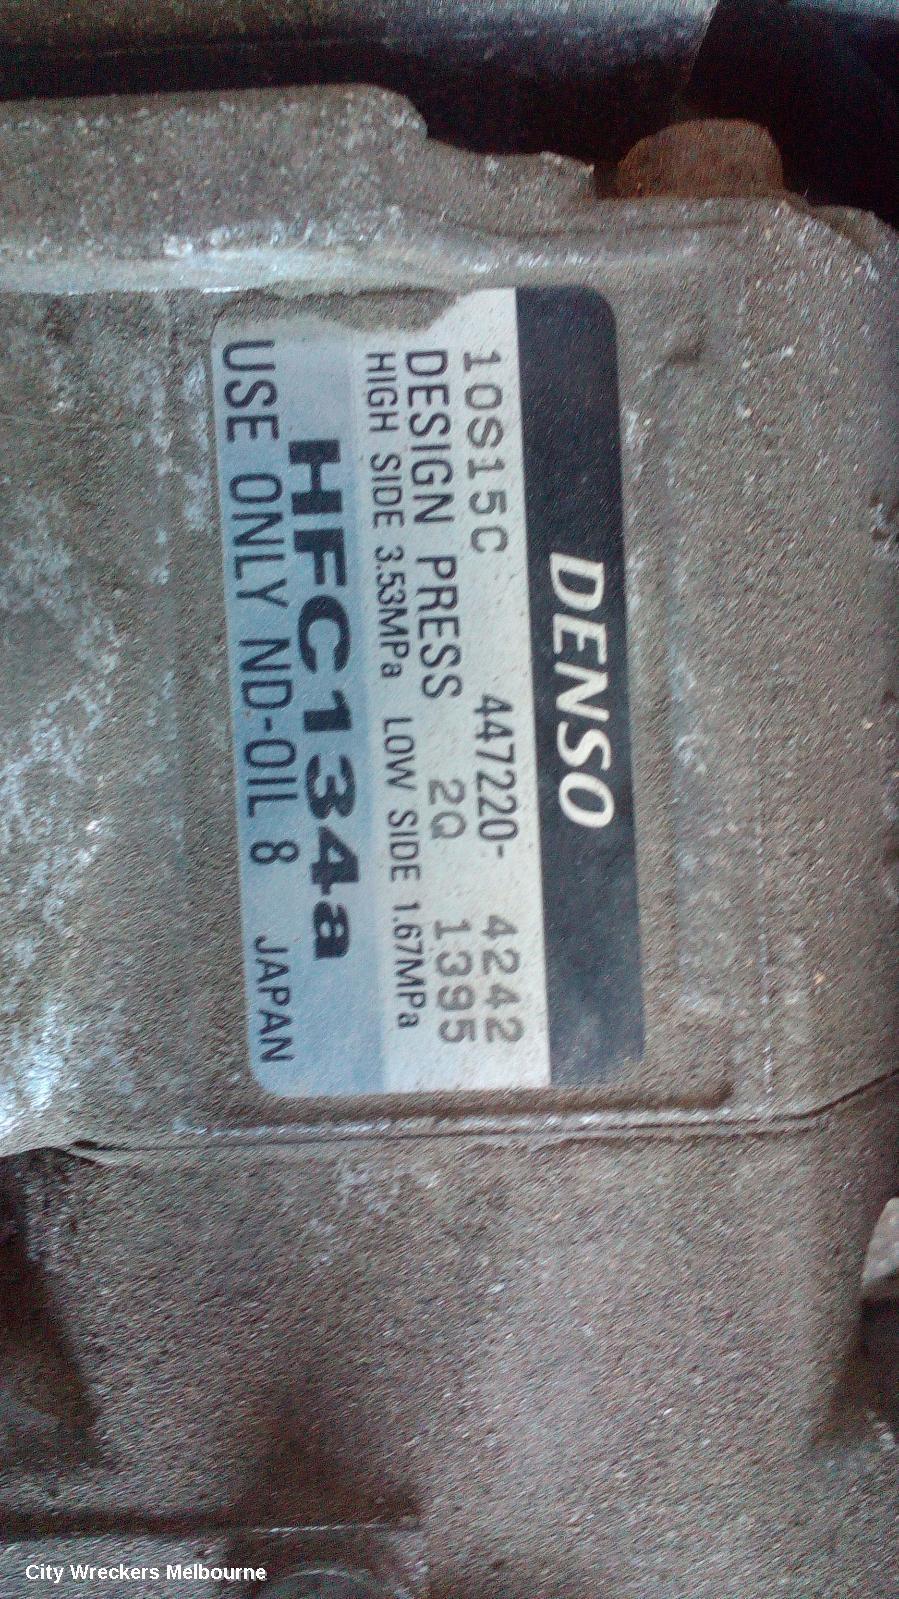 DENSO
10S15C 447220-4242
DESIGN PRESS 2Q 1395
HIGH SIDE 3.53MPa LOW SIDE 1.67MPa
HFC134a
USE ONLY ND-OIL 8 JAPAN
City Wreckers Melbourne